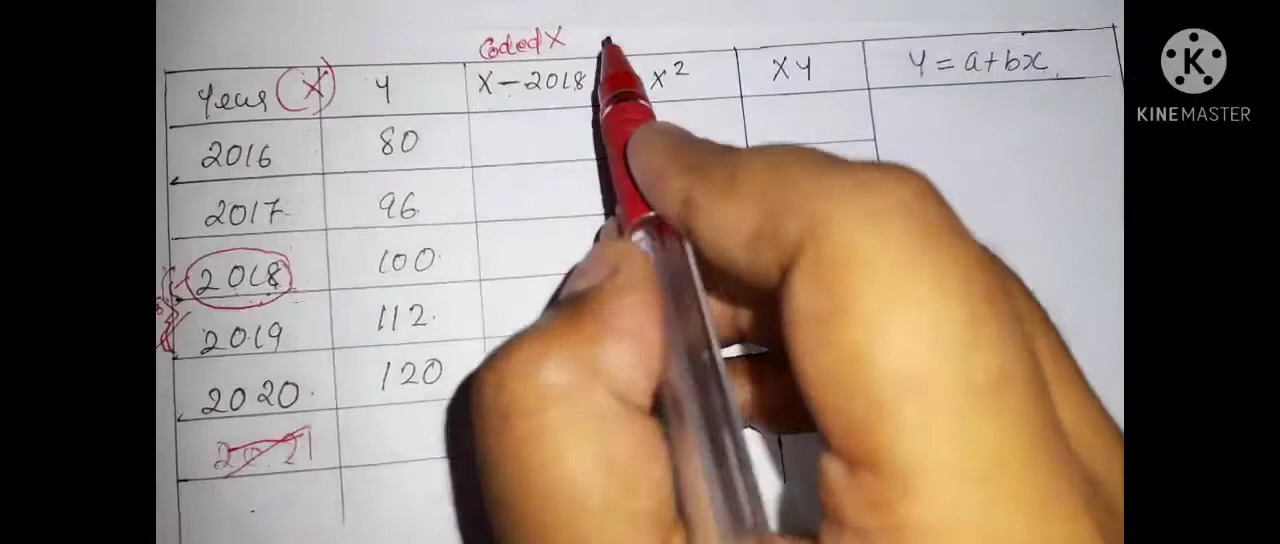 Coded X
Year X Y X-2018 x² XY Y = a+bx
2016 80
2017 96
2018 100
2019 112
2020 120
2021
KINEMASTER